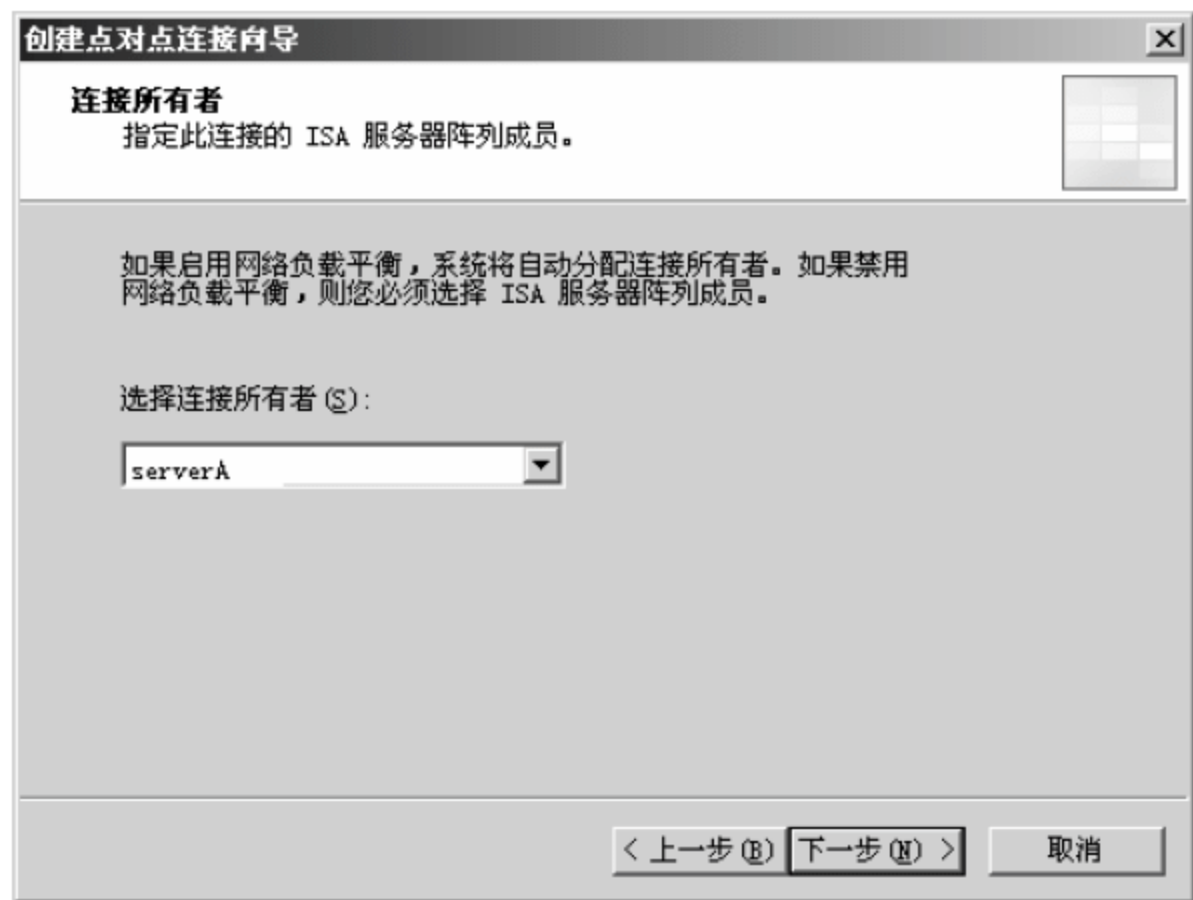 创建点对点连接向导
连接所有者
指定此连接的 ISA 服务器阵列成员。
如果启用网络负载平衡，系统将自动分配连接所有者。如果禁用
网络负载平衡，则您必须选择 ISA 服务器阵列成员。
选择连接所有者(S)：
serverA
< 上一步(B) 下一步(N) > 取消